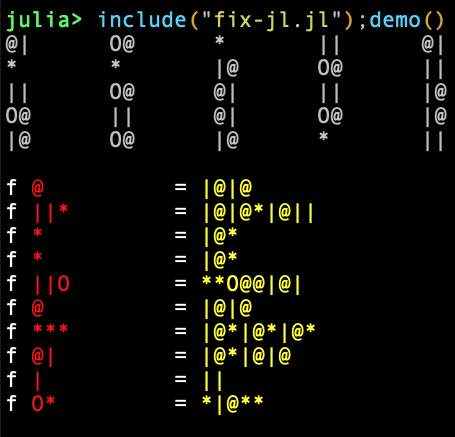 julia> include("fix-jl.jl");demo()
@|       O@       *        ||       @|
*        *        |@       O@       ||
||       O@       @|       ||       |@
O@       ||       @|       O@       |@
|@       O@       |@       *        ||

f @           = |@|@
f ||*         = |@|@*|@||
f *           = |@*
f *           = |@*
f ||O         = **O@@|@|
f @           = |@|@
f ***         = |@*|@*|@*
f @|          = |@*|@|@
f |           = ||
f O*          = *|@**